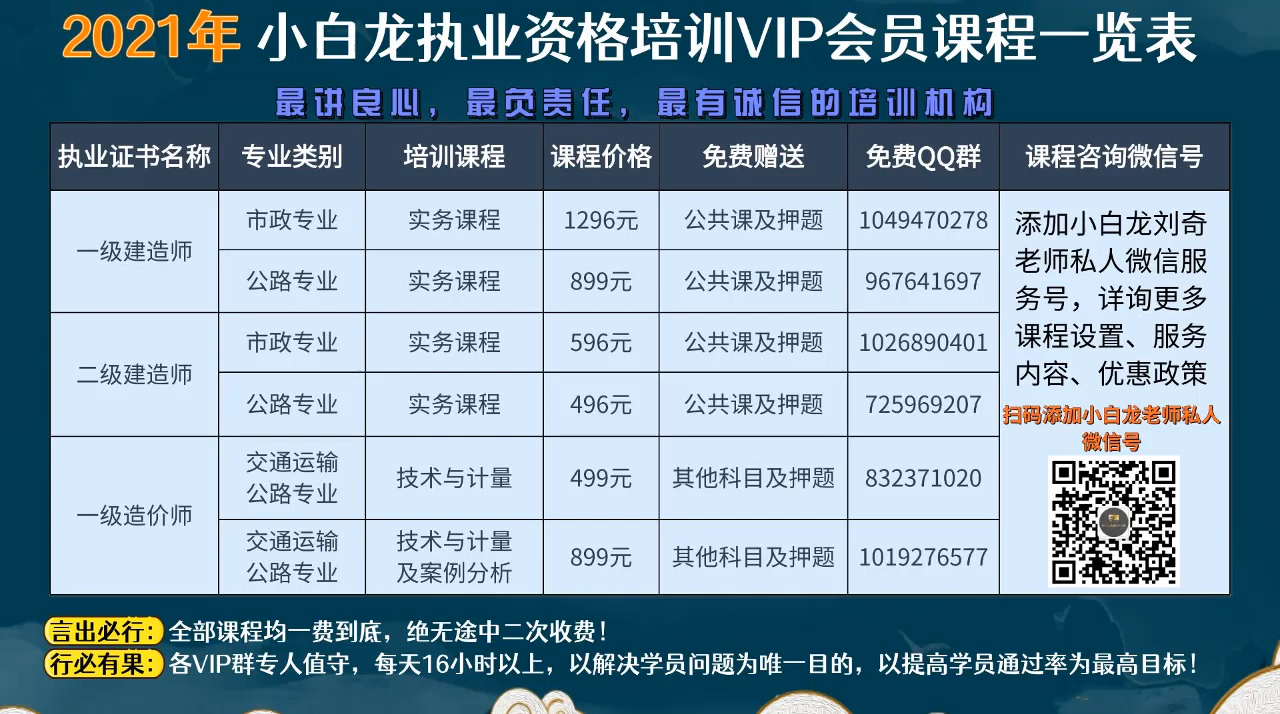 2021年 小白龙执业资格培训VIP会员课程一览表
最讲良心，最负责任，最有诚信的培训机构
执业证书名称 专业类别 培训课程 课程价格 免费赠送 免费QQ群 课程咨询微信号
一级建造师
市政专业 实务课程 1296元 公共课及押题 1049470278
公路专业 实务课程 899元 公共课及押题 967641697
二级建造师
市政专业 实务课程 596元 公共课及押题 1026890401
公路专业 实务课程 496元 公共课及押题 725969207
一级造价师
交通运输
公路专业
技术与计量 499元 其他科目及押题 832371020
交通运输
公路专业
技术与计量
及案例分析
899元 其他科目及押题 1019276577
添加小白龙刘奇
老师私人微信服
务号，详询更多
课程设置、服务
内容、优惠政策
扫码添加小白龙老师私人
微信号
言出必行：全部课程均一费到底，绝无途中二次收费！
行必有果：各VIP群专人值守，每天16小时以上，以解决学员问题为唯一目的，以提高学员通过率为最高目标！